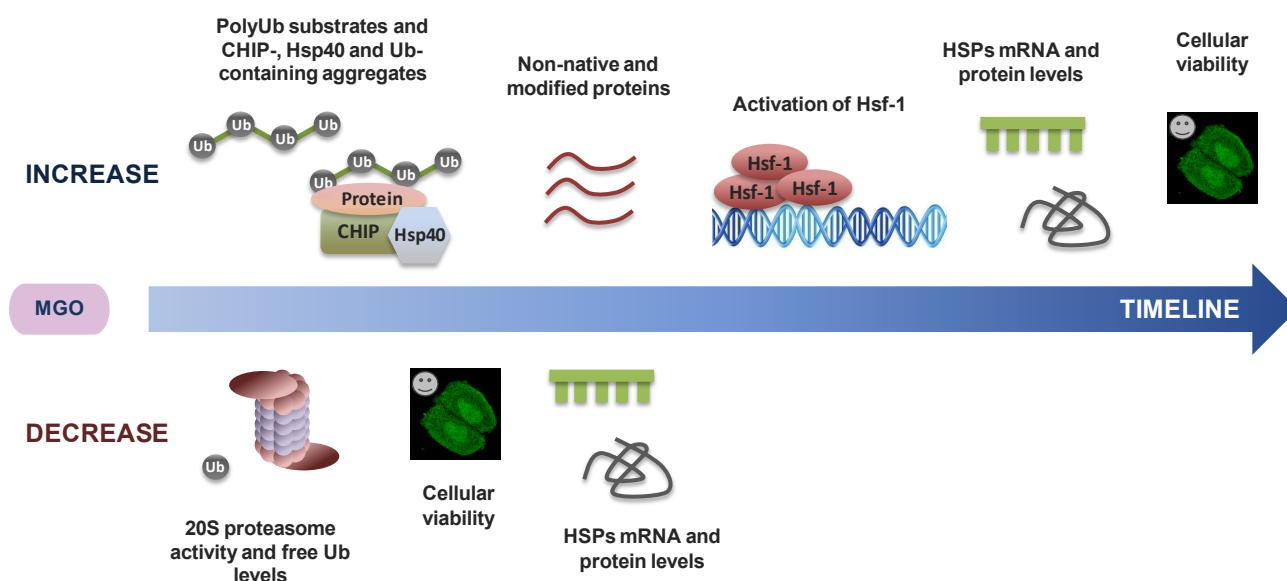 PolyUb substrates and
CHIP-, Hsp40 and Ub-
containing aggregates
Non-native and
modified proteins
Activation of Hsf-1
HSPs mRNA and
protein levels
Cellular
viability
INCREASE
Ub
Ub
Ub
Ub
Ub
Ub
Ub
Ub
Protein
CHIP
Hsp40
Hsf-1
Hsf-1
Hsf-1
MGO
TIMELINE
DECREASE
Ub
20S proteasome
activity and free Ub
levels
Cellular
viability
HSPs mRNA and
protein levels